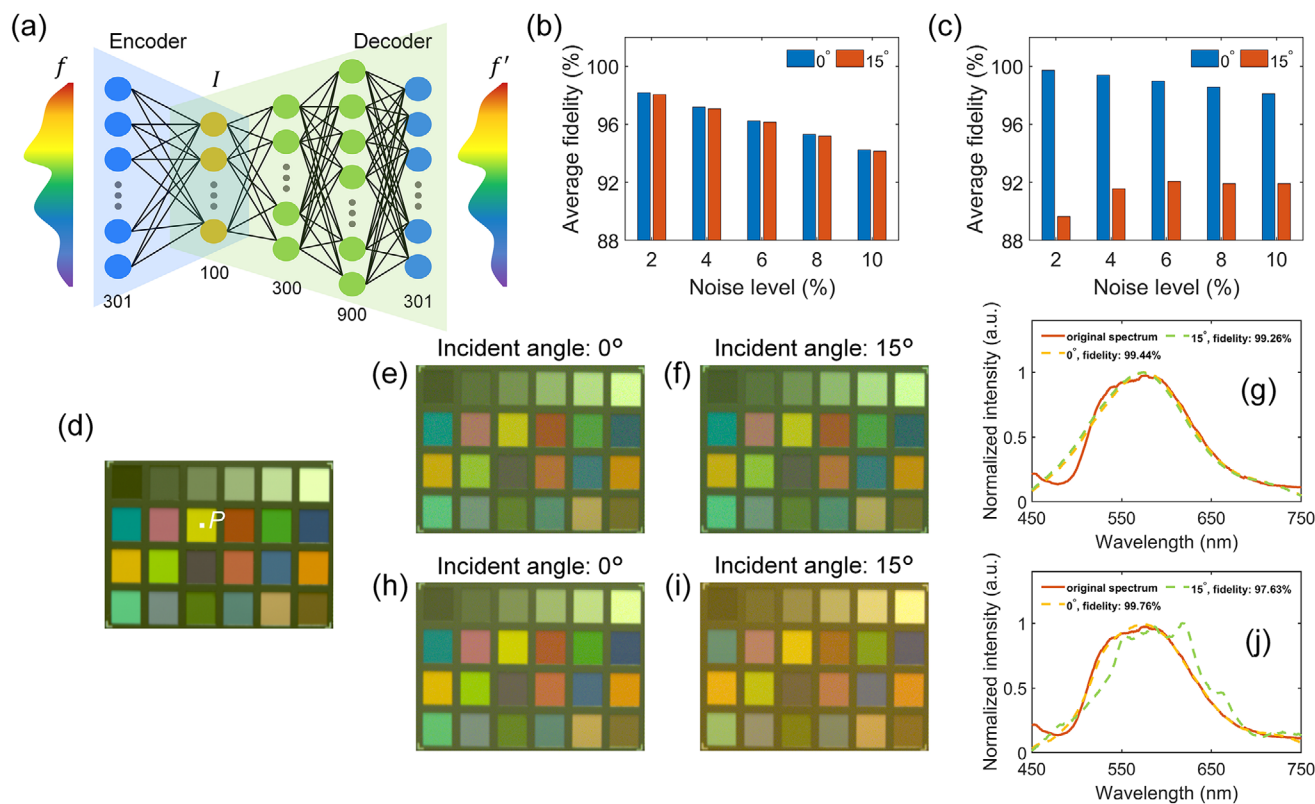 (a)
Encoder
Decoder
f
I
f'
301
100
300
900
301
(b)
100
96
92
88
Average fidelity (%)
0°
15°
2 4 6 8 10
Noise level (%)
(c)
100
96
92
88
Average fidelity (%)
0°
15°
2 4 6 8 10
Noise level (%)
(d)
P
Incident angle: 0°
(e)
Incident angle: 15°
(f)
(g)
original spectrum
15°, fidelity: 99.26%
0°, fidelity: 99.44%
Normalized intensity (a.u.)
1
0.5
0
450 550 650 750
Wavelength (nm)
Incident angle: 0°
(h)
Incident angle: 15°
(i)
(j)
original spectrum
15°, fidelity: 97.63%
0°, fidelity: 99.76%
Normalized intensity (a.u.)
1
0.5
0
450 550 650 750
Wavelength (nm)